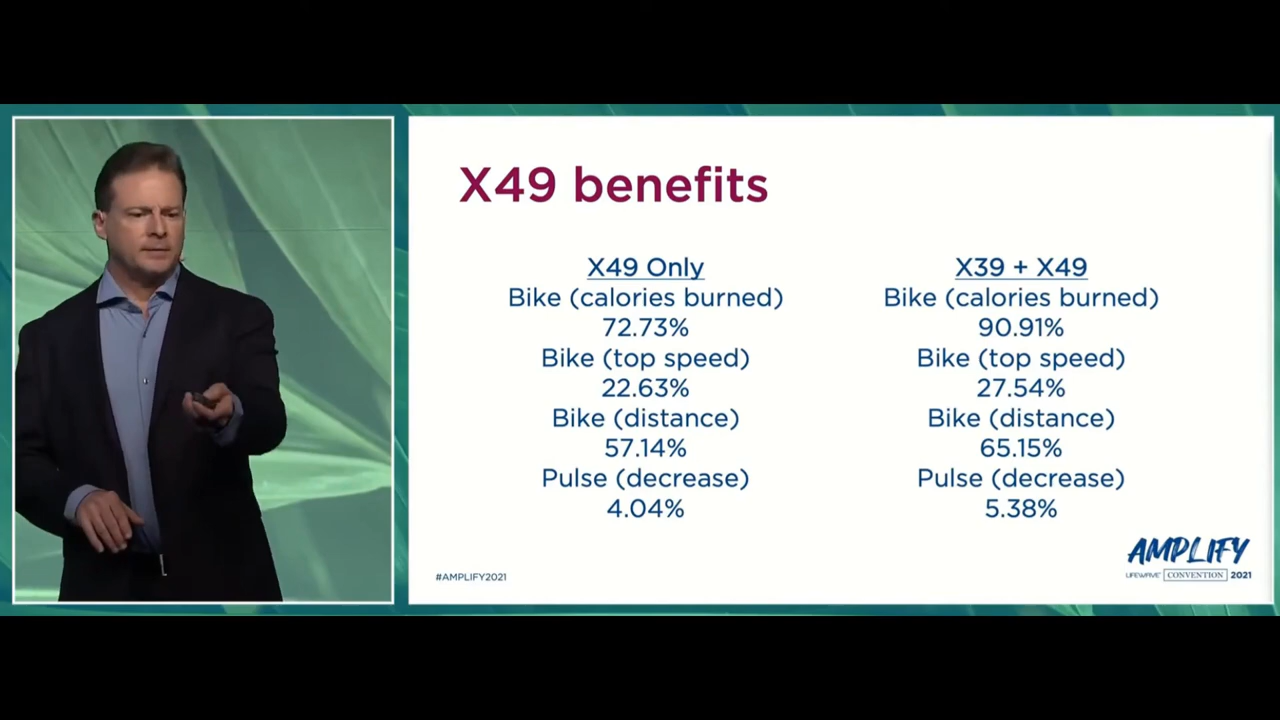 X49 benefits
X49 Only
Bike (calories burned)
72.73%
Bike (top speed)
22.63%
Bike (distance)
57.14%
Pulse (decrease)
4.04%
X39 + X49
Bike (calories burned)
90.91%
Bike (top speed)
27.54%
Bike (distance)
65.15%
Pulse (decrease)
5.38%
#AMPLIFY2021
AMPLIFY
LIFEWAVE CONVENTION 2021